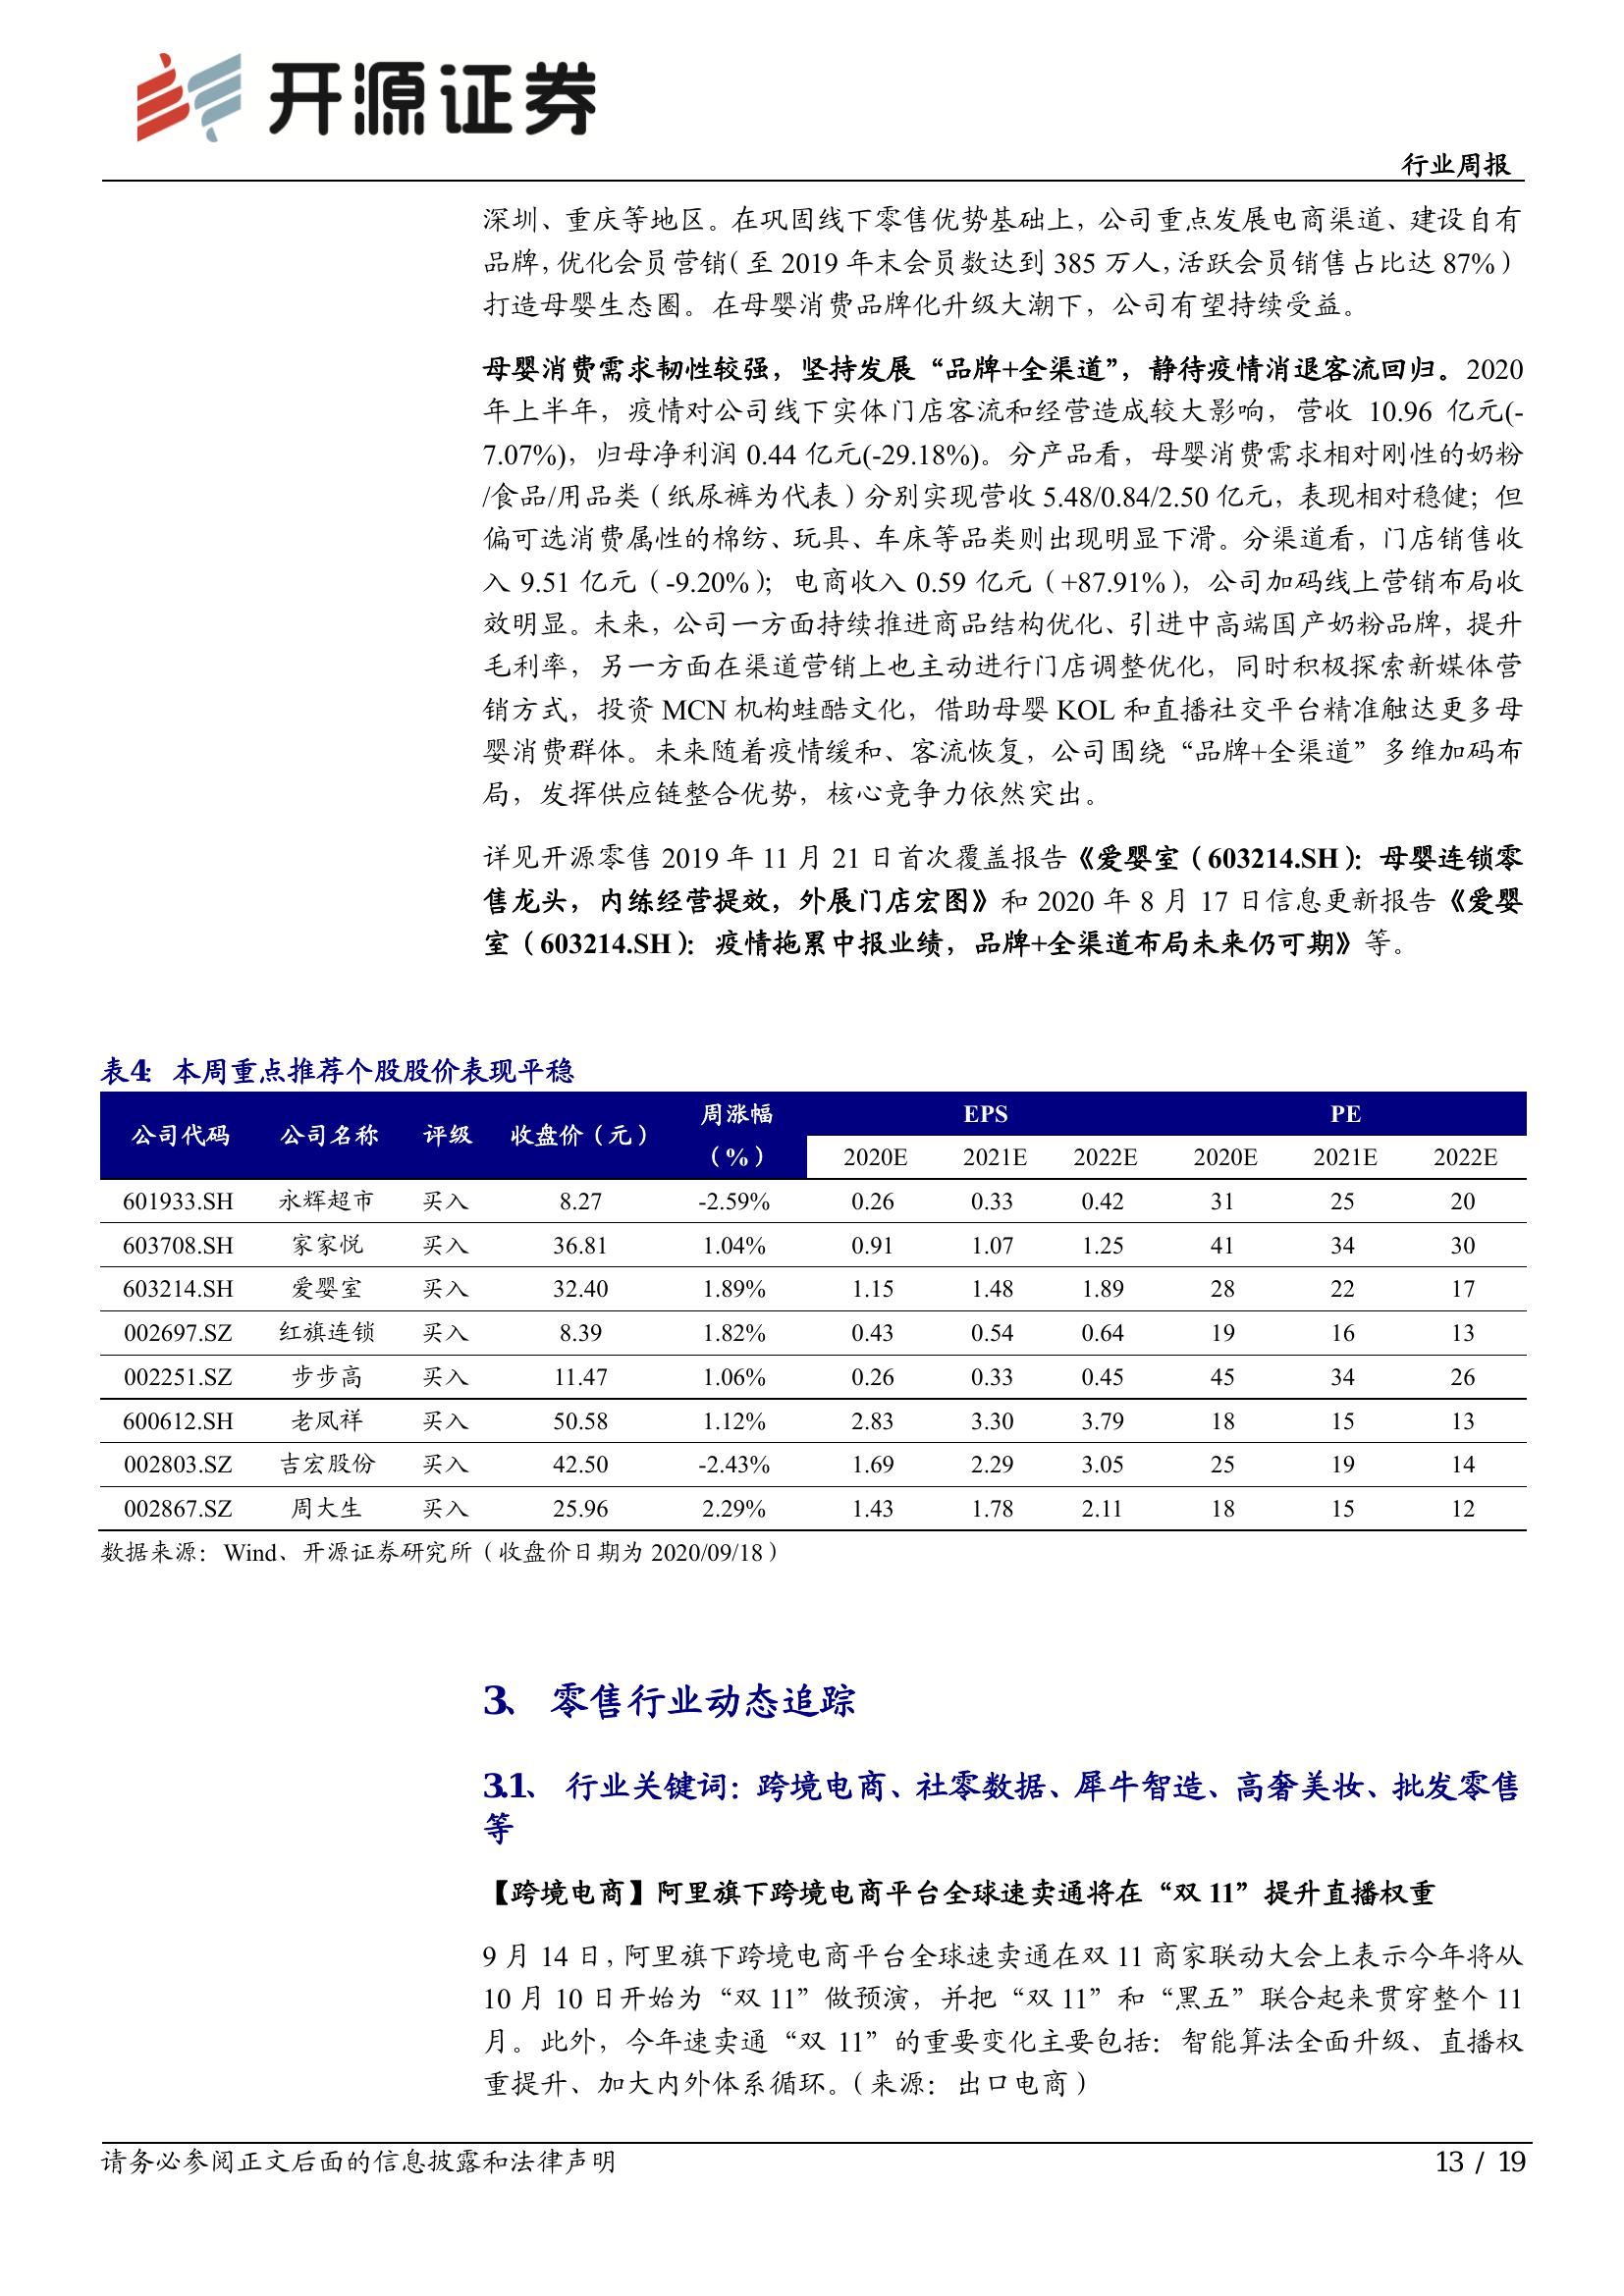 开源证券
行业周报
深圳、重庆等地区。在巩固线下零售优势基础上，公司重点发展电商渠道、建设自有
品牌，优化会员营销（至 2019 年末会员数达到 385 万人，活跃会员销售占比达 87%）
打造母婴生态圈。在母婴消费品牌化升级大潮下，公司有望持续受益。
母婴消费需求韧性较强，坚持发展“品牌+全渠道”，静待疫情消退客流回归。2020
年上半年，疫情对公司线下实体门店客流和经营造成较大影响，营收 10.96 亿元(-
7.07%)，归母净利润 0.44 亿元(-29.18%)。分产品看，母婴消费需求相对刚性的奶粉
/食品/用品类（纸尿裤为代表）分别实现营收 5.48/0.84/2.50 亿元，表现相对稳健；但
偏可选消费属性的棉纺、玩具、车床等品类则出现明显下滑。分渠道看，门店销售收
入 9.51 亿元（-9.20%）；电商收入 0.59 亿元（+87.91%），公司加码线上营销布局收
效明显。未来，公司一方面持续推进商品结构优化、引进中高端国产奶粉品牌，提升
毛利率，另一方面在渠道营销上也主动进行门店调整优化，同时积极探索新媒体营
销方式，投资 MCN 机构蛙酷文化，借助母婴 KOL 和直播社交平台精准触达更多母
婴消费群体。未来随着疫情缓和、客流恢复，公司围绕“品牌+全渠道”多维加码布
局，发挥供应链整合优势，核心竞争力依然突出。
详见开源零售 2019 年 11 月 21 日首次覆盖报告《爱婴室（603214.SH）：母婴连锁零
售龙头，内练经营提效，外展门店宏图》和 2020 年 8 月 17 日信息更新报告《爱婴
室（603214.SH）：疫情拖累中报业绩，品牌+全渠道布局未来仍可期》等。
表4： 本周重点推荐个股股价表现平稳
公司代码 公司名称 评级 收盘价（元） 周涨幅（%） EPS PE
2020E 2021E 2022E 2020E 2021E 2022E
601933.SH 永辉超市 买入 8.27 -2.59% 0.26 0.33 0.42 31 25 20
603708.SH 家家悦 买入 36.81 1.04% 0.91 1.07 1.25 41 34 30
603214.SH 爱婴室 买入 32.40 1.89% 1.15 1.48 1.89 28 22 17
002697.SZ 红旗连锁 买入 8.39 1.82% 0.43 0.54 0.64 19 16 13
002251.SZ 步步高 买入 11.47 1.06% 0.26 0.33 0.45 45 34 26
600612.SH 老凤祥 买入 50.58 1.12% 2.83 3.30 3.79 18 15 13
002803.SZ 吉宏股份 买入 42.50 -2.43% 1.69 2.29 3.05 25 19 14
002867.SZ 周大生 买入 25.96 2.29% 1.43 1.78 2.11 18 15 12
数据来源：Wind、开源证券研究所（收盘价日期为 2020/09/18）
3、 零售行业动态追踪
3.1、 行业关键词：跨境电商、社零数据、犀牛智造、高奢美妆、批发零售
等
【跨境电商】阿里旗下跨境电商平台全球速卖通将在“双 11”提升直播权重
9 月 14 日，阿里旗下跨境电商平台全球速卖通在双 11 商家联动大会上表示今年将从
10 月 10 日开始为“双 11”做预演，并把“双 11”和“黑五”联合起来贯穿整个 11
月。此外，今年速卖通“双 11”的重要变化主要包括：智能算法全面升级、直播权
重提升、加大内外体系循环。（来源：出口电商）
请务必参阅正文后面的信息披露和法律声明
13 / 19